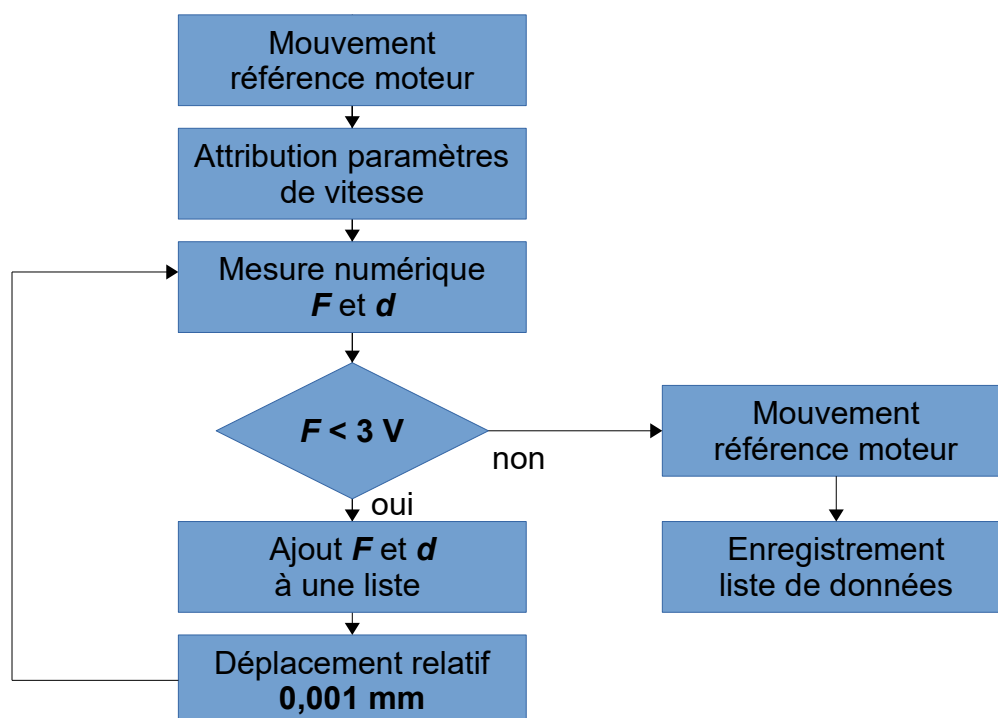 Mouvement
référence moteur
Attribution paramètres
de vitesse
Mesure numérique
F et d
F < 3 V
non
oui
Ajout F et d
à une liste
Déplacement relatif
0,001 mm
Mouvement
référence moteur
Enregistrement
liste de données